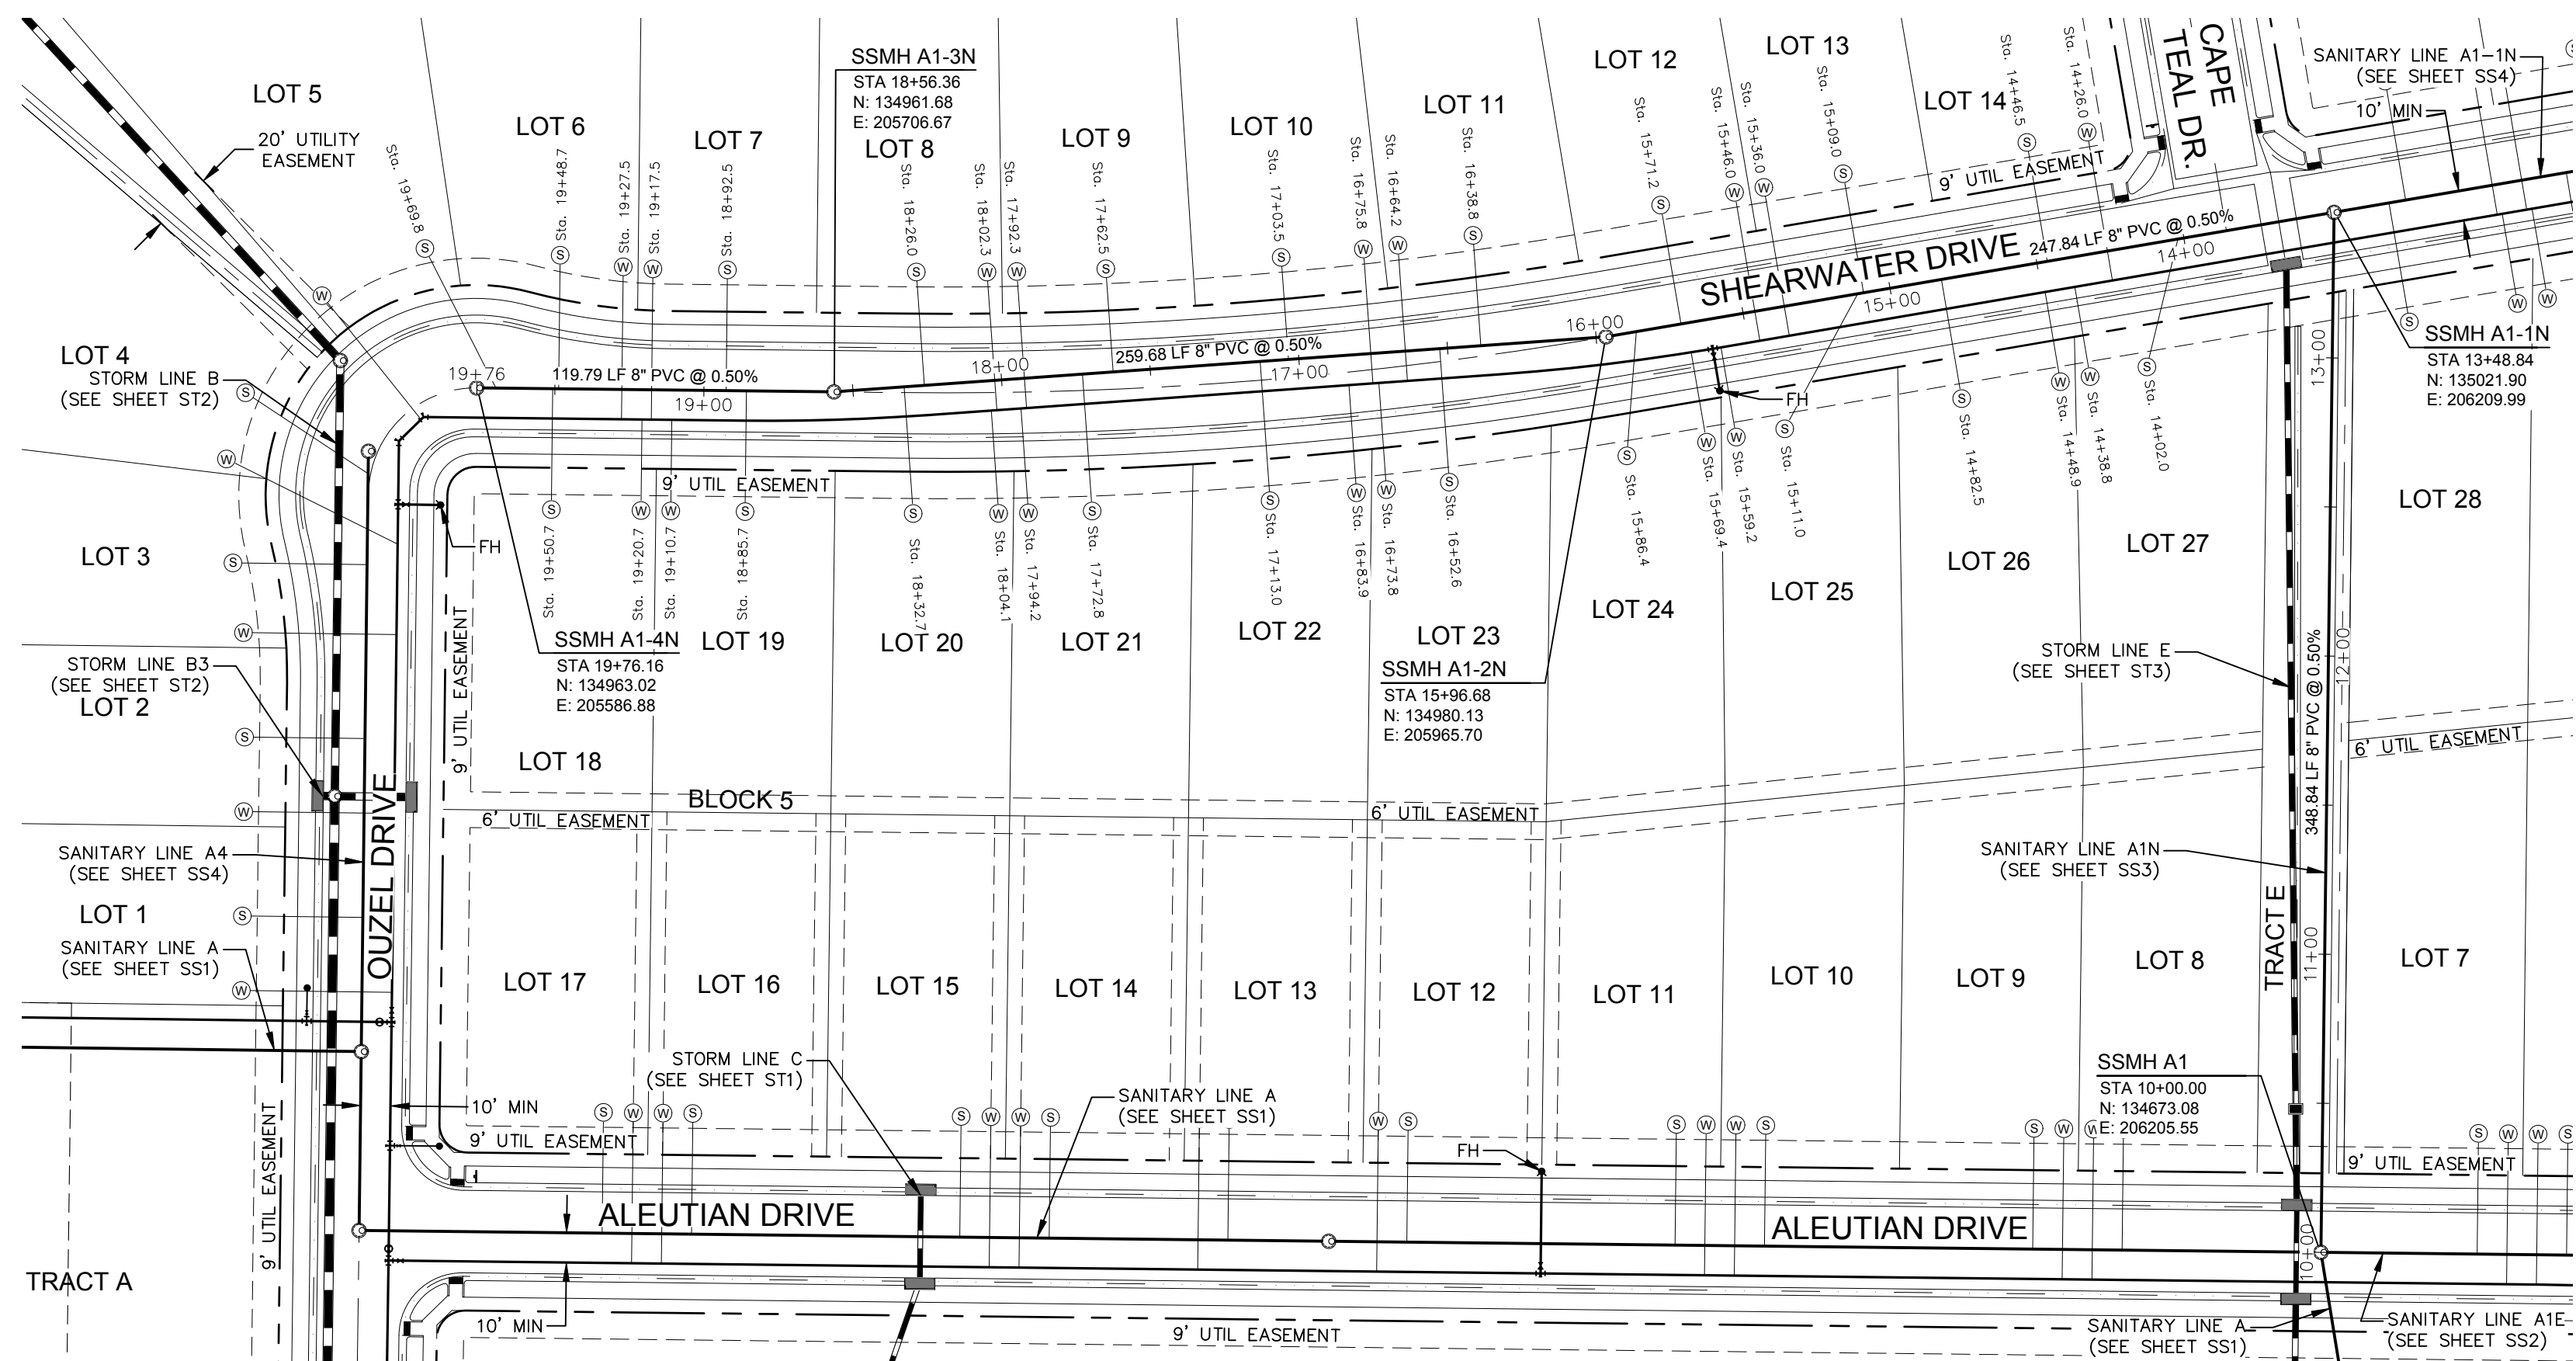 LOT 5
20' UTILITY
EASEMENT
LOT 6
LOT 7
SSMH A1-3N
STA 18+56.36
N: 134961.68
E: 205706.67
LOT 8
LOT 9
LOT 10
LOT 11
LOT 12
LOT 13
LOT 14
CAPE
TEAL DR.
SANITARY LINE A1-1N
(SEE SHEET SS4)
10' MIN
Sta. 19+69.8
S
Sta. 19+48.7
S
Sta. 19+27.5
W
Sta. 19+17.5
W
Sta. 18+92.5
S
Sta. 18+26.0
S
Sta. 18+02.3
W
Sta. 17+92.3
W
Sta. 17+62.5
S
Sta. 17+03.5
S
Sta. 16+75.8
W
Sta. 16+64.2
W
Sta. 16+38.8
S
Sta. 15+71.2
S
Sta. 15+46.0
W
Sta. 15+36.0
W
Sta. 15+09.0
S
Sta. 14+46.5
S
Sta. 14+26.0
W
9' UTIL EASEMENT
SHEARWATER DRIVE
247.84 LF 8" PVC @ 0.50%
14+00
15+00
16+00
259.68 LF 8" PVC @ 0.50%
17+00
18+00
119.79 LF 8" PVC @ 0.50%
19+00
19+76
W
LOT 4
STORM LINE B
(SEE SHEET ST2)
S
W
FH
FH
S
W
W
SSMH A1-1N
STA 13+48.84
N: 135021.90
E: 206209.99
13+00
9' UTIL EASEMENT
S
Sta. 19+50.7
W
Sta. 19+20.7
W
Sta. 19+10.7
S
Sta. 18+85.7
S
Sta. 18+32.7
W
Sta. 18+04.1
W
Sta. 17+94.2
S
Sta. 17+72.8
S
Sta. 17+13.0
W
Sta. 16+83.9
W
Sta. 16+73.8
S
Sta. 16+52.6
S
Sta. 15+86.4
W
Sta. 15+69.4
W
Sta. 15+59.2
S
Sta. 15+11.0
S
Sta. 14+82.5
W
Sta. 14+48.9
W
Sta. 14+38.8
S
Sta. 14+02.0
LOT 3
S
W
LOT 28
LOT 27
LOT 26
LOT 25
LOT 24
LOT 23
LOT 22
LOT 21
LOT 20
LOT 19
SSMH A1-4N
STA 19+76.16
N: 134963.02
E: 205586.88
SSMH A1-2N
STA 15+96.68
N: 134980.13
E: 205965.70
STORM LINE E
(SEE SHEET ST3)
STORM LINE B3
(SEE SHEET ST2)
LOT 2
S
9' UTIL EASEMENT
LOT 18
12+00
348.84 LF 8" PVC @ 0.50%
6' UTIL EASEMENT
BLOCK 5
6' UTIL EASEMENT
6' UTIL EASEMENT
W
OUZEL DRIVE
SANITARY LINE A4
(SEE SHEET SS4)
LOT 1
S
SANITARY LINE A
(SEE SHEET SS1)
W
SANITARY LINE A1N
(SEE SHEET SS3)
TRACT E
11+00
LOT 17
LOT 16
LOT 15
LOT 14
LOT 13
LOT 12
LOT 11
LOT 10
LOT 9
LOT 8
LOT 7
STORM LINE C
(SEE SHEET ST1)
SANITARY LINE A
(SEE SHEET SS1)
SSMH A1
STA 10+00.00
N: 134673.08
E: 206205.55
10' MIN
S
W
W
S
S
W
W
S
W
S
S
W
W
S
S
W
W
S
W
W
S
9' UTIL EASEMENT
9' UTIL EASEMENT
FH
9' UTIL EASEMENT
ALEUTIAN DRIVE
ALEUTIAN DRIVE
10+00
TRACT A
10' MIN
9' UTIL EASEMENT
SANITARY LINE A
(SEE SHEET SS1)
SANITARY LINE A1E
(SEE SHEET SS2)